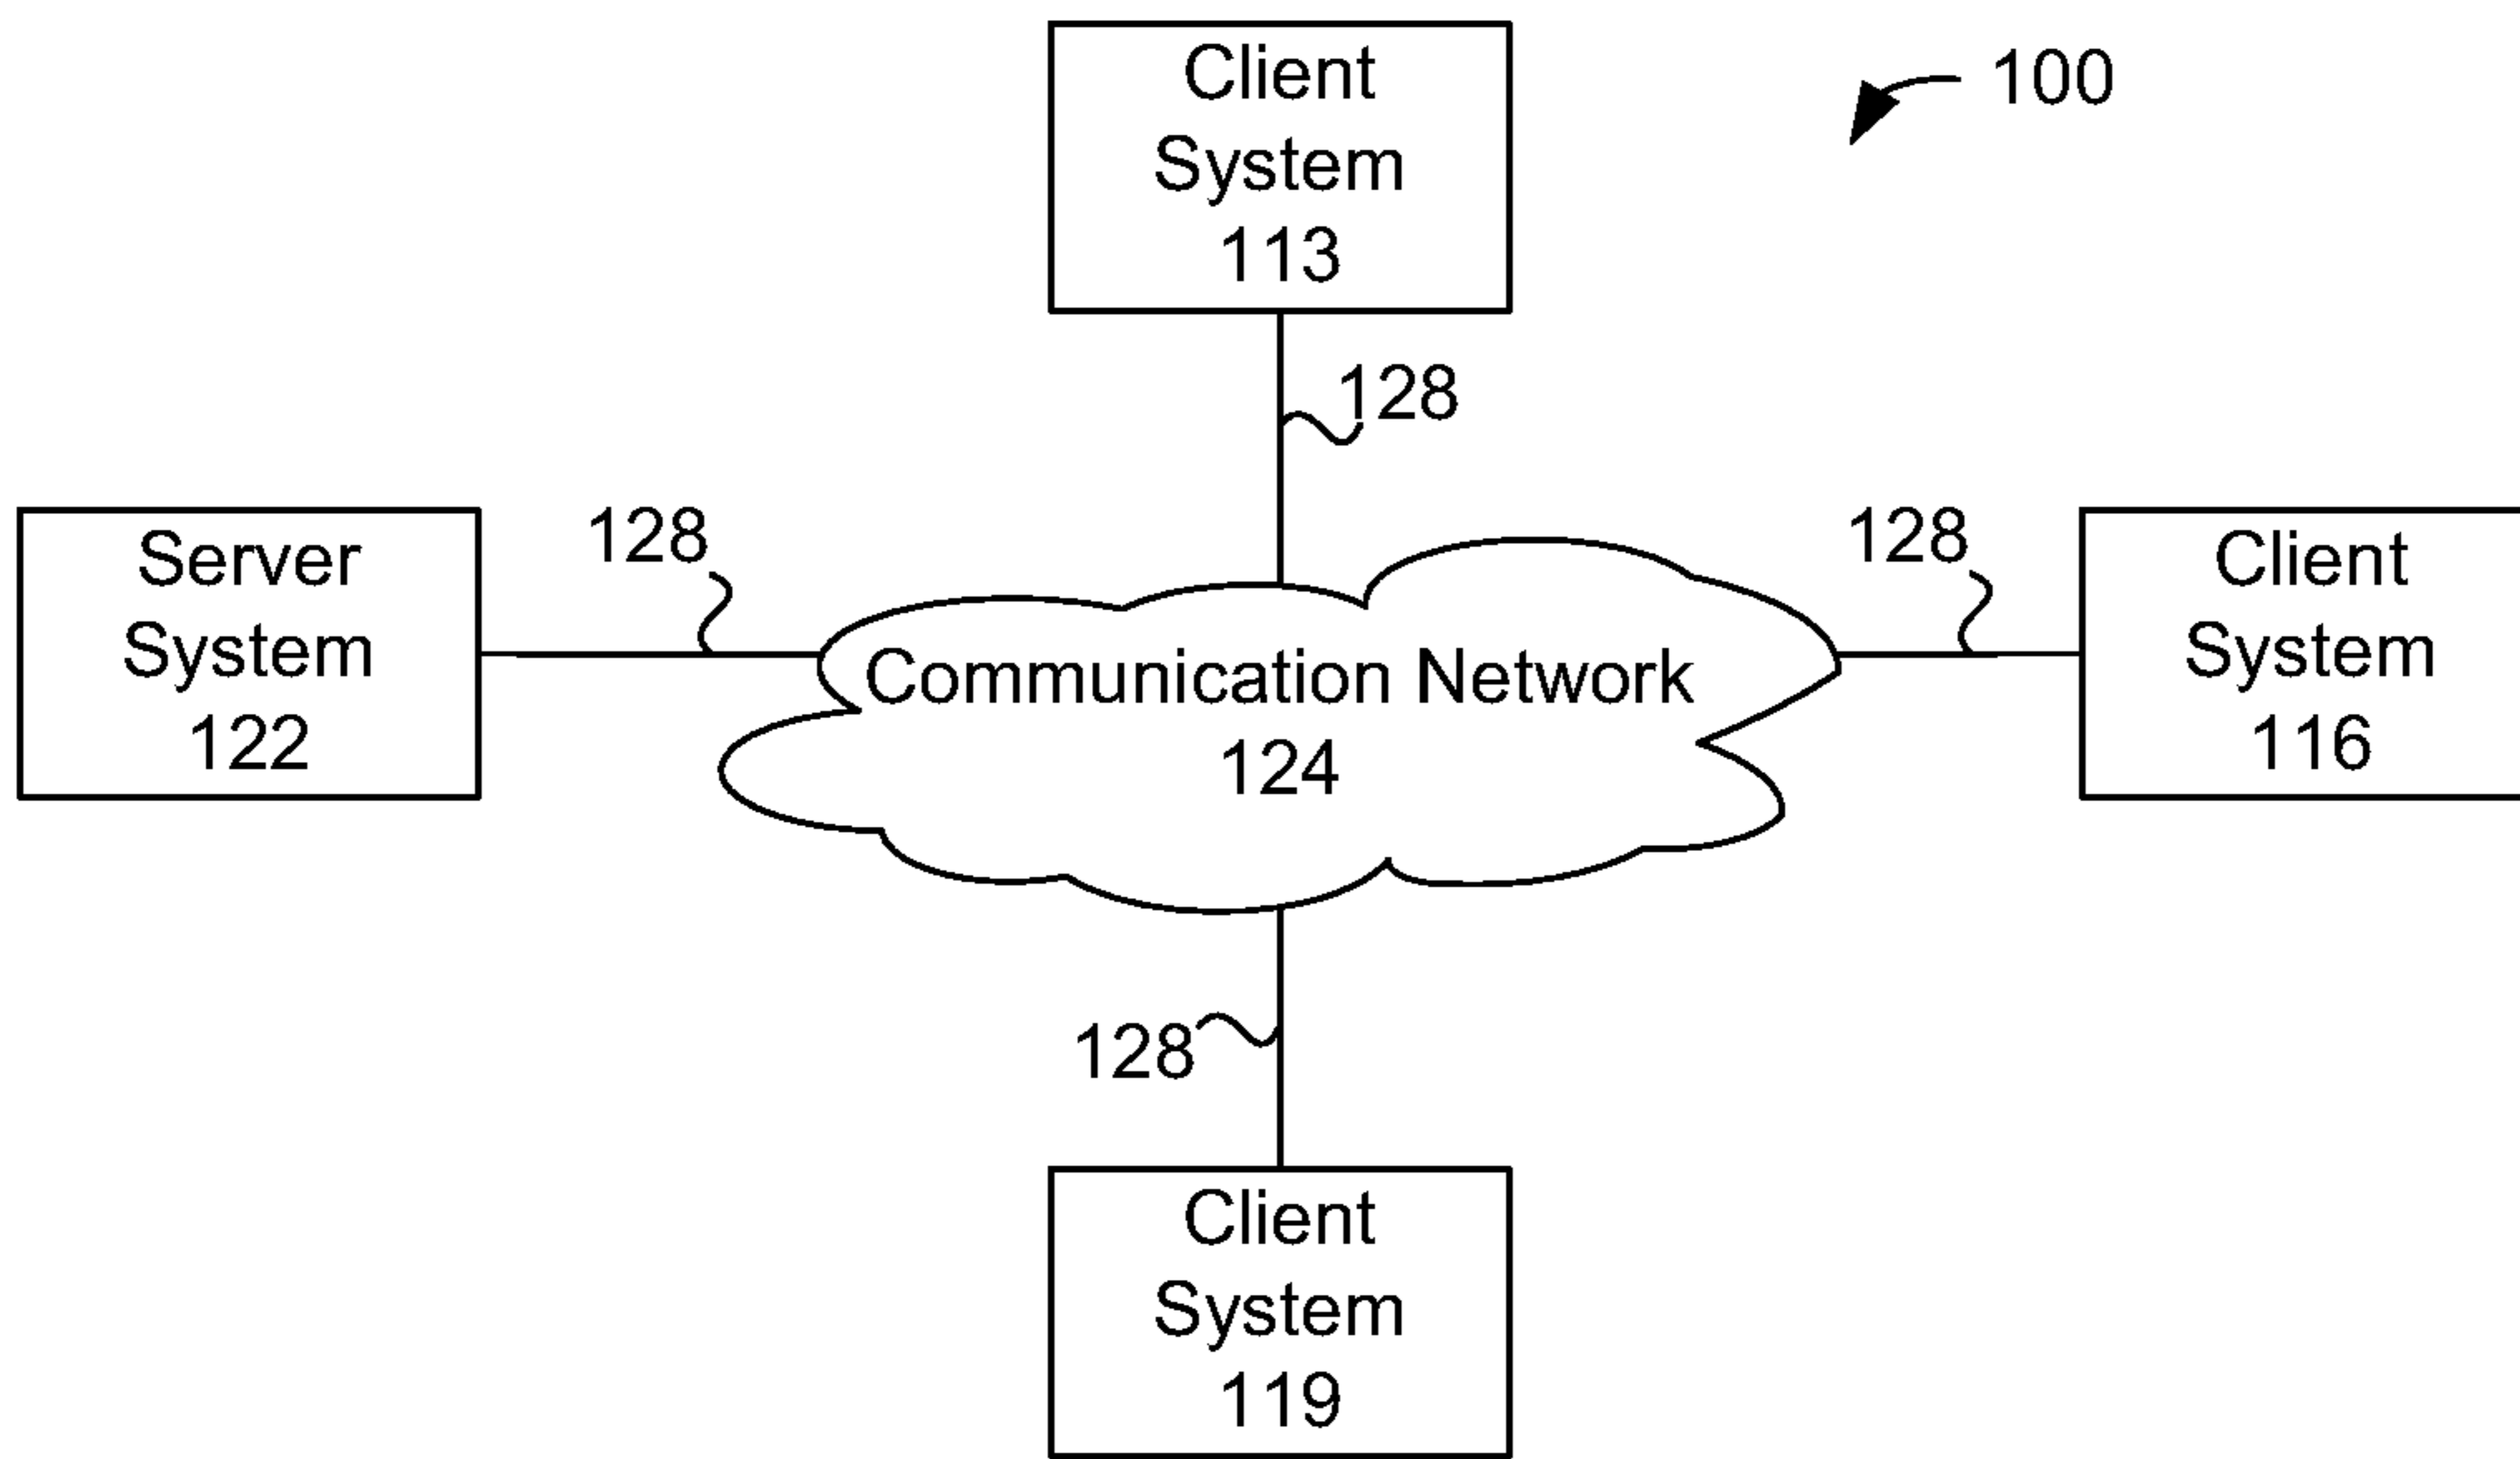 Client
System
113
100
128
Server
System
122
128
Communication Network
124
128
Client
System
116
128
Client
System
119